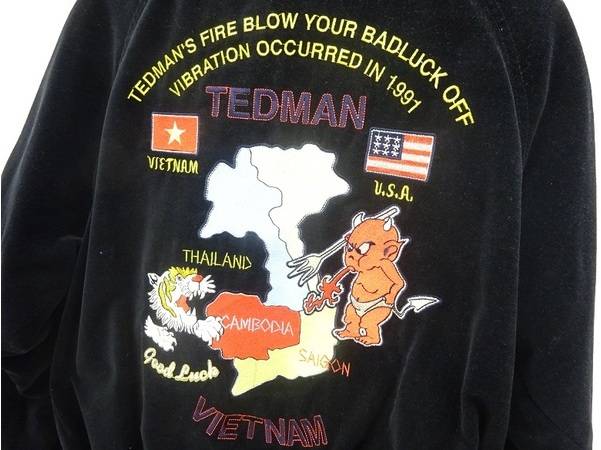 TEDMAN'S FIRE BLOW YOUR BADLUCK OFF
VIBRATION OCCURRED IN 1991
TEDMAN
VIETNAM
U.S.A.
THAILAND
CAMBODIA
SAIGON
Good Luck
VIETNAM